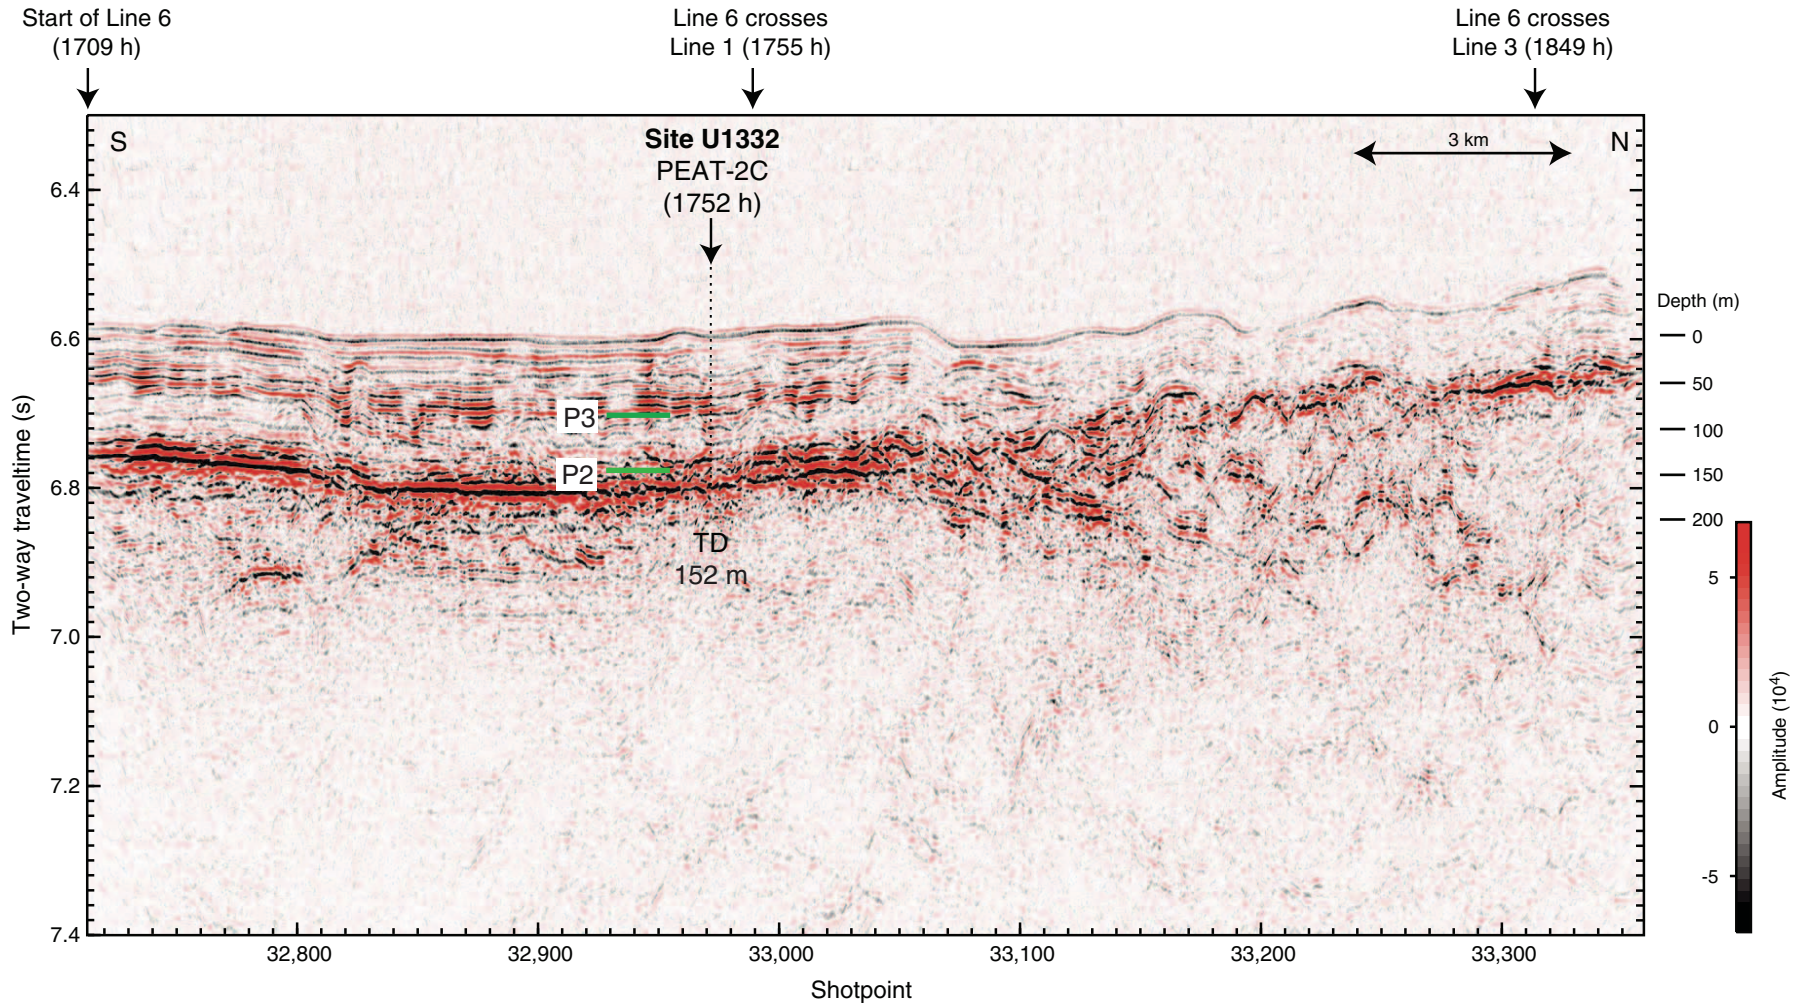 Start of Line 6
(1709 h)
Line 6 crosses
Line 1 (1755 h)
Line 6 crosses
Line 3 (1849 h)
S
Site U1332
PEAT-2C
(1752 h)
3 km
N
6.4
6.6
6.8
7.0
7.2
7.4
Two-way traveltime (s)
P3
P2
TD
152 m
Depth (m)
0
50
100
150
200
5
0
-5
Amplitude (10⁴)
32,800
32,900
33,000
33,100
33,200
33,300
Shotpoint